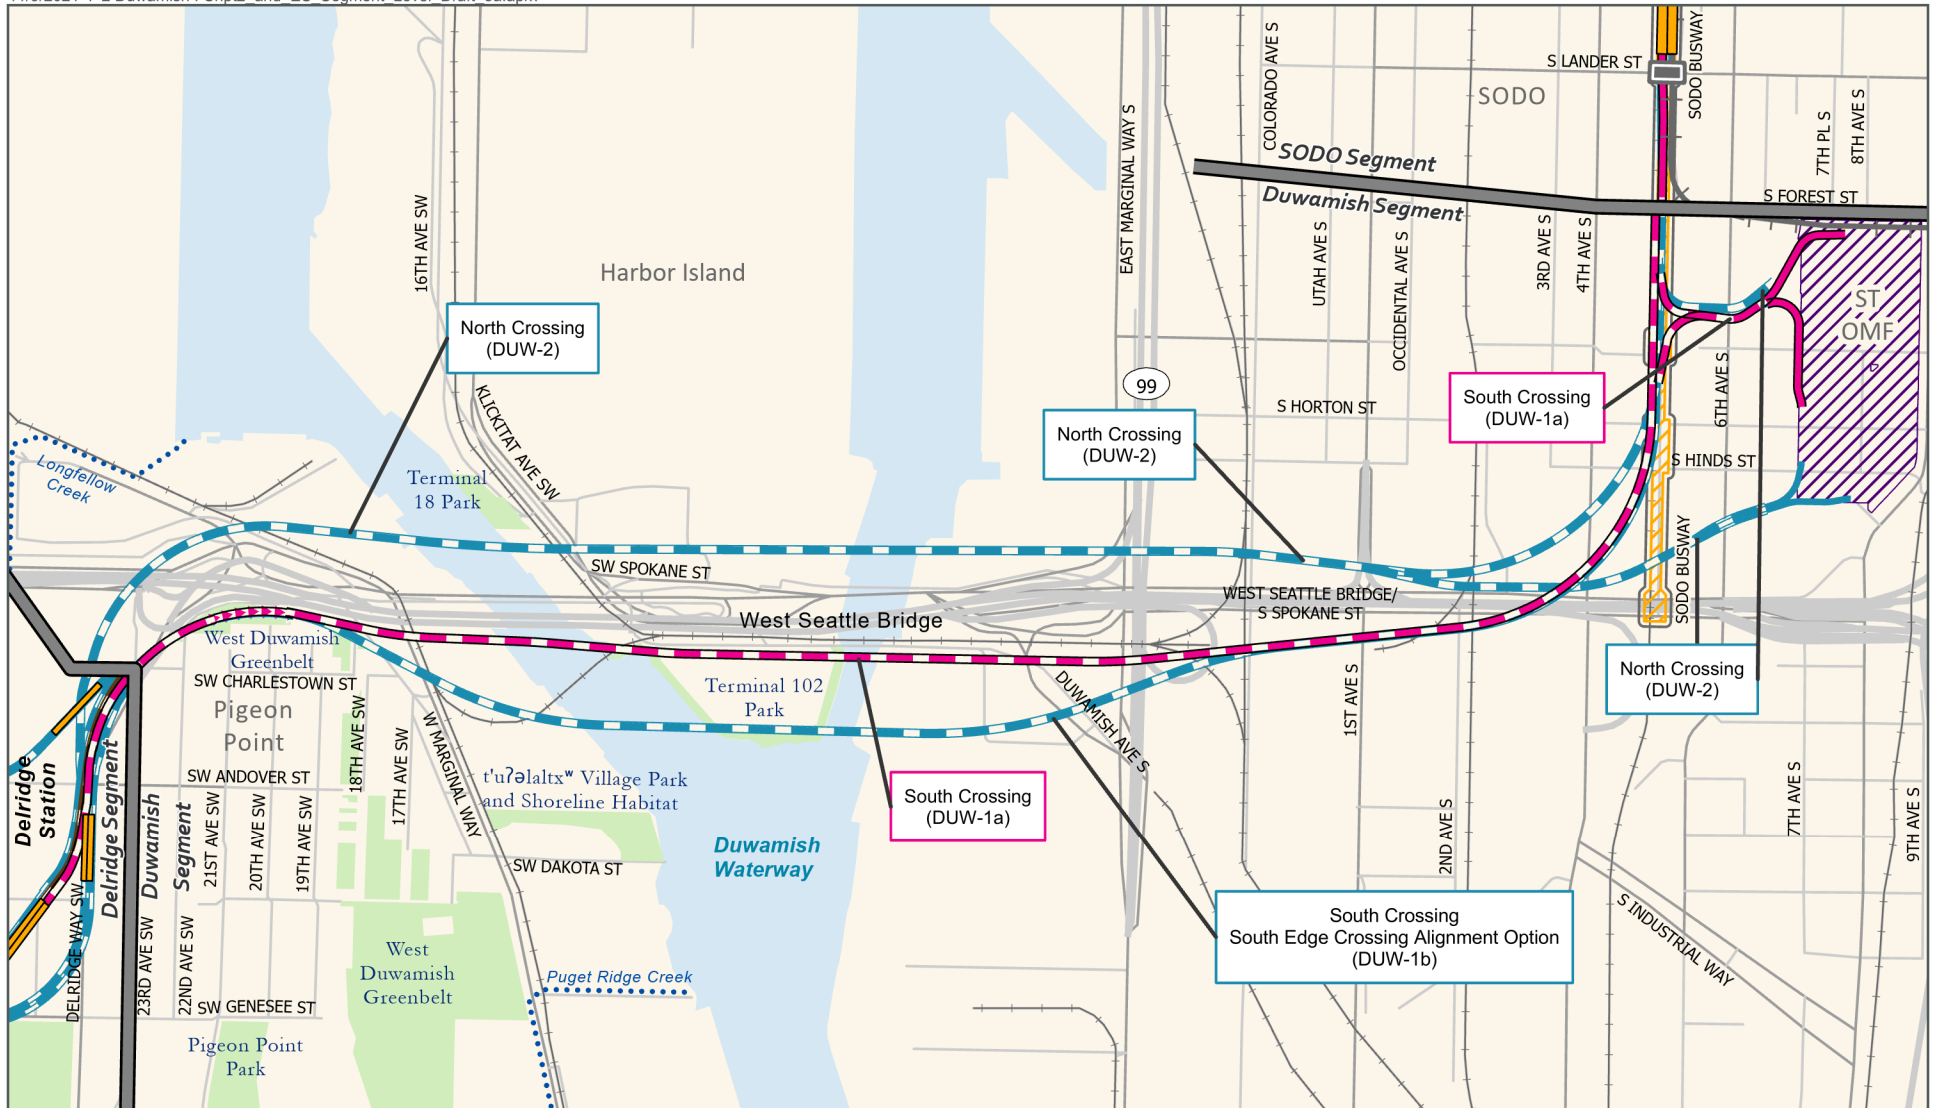 S LANDER ST
SODO BUSWAY
COLORADO AVE S
SODO
EAST MARGINAL WAY S
7TH PL S
8TH AVE S
SODO Segment
Duwamish Segment
S FOREST ST
16TH AVE SW
Harbor Island
UTAH AVE S
OCCIDENTAL AVE S
3RD AVE S
4TH AVE S
ST
OMF
North Crossing
(DUW-2)
99
6TH AVE S
South Crossing
(DUW-1a)
S HORTON ST
KLICKITAT AVE SW
North Crossing
(DUW-2)
S HINDS ST
Longfellow
Creek
Terminal
18 Park
SODO BUSWAY
SW SPOKANE ST
WEST SEATTLE BRIDGE/
S SPOKANE ST
West Seattle Bridge
West Duwamish
Greenbelt
SW CHARLESTOWN ST
Terminal 102
Park
DUWAMISH AVE S
North Crossing
(DUW-2)
1ST AVE S
Pigeon
Point
18TH AVE SW
17TH AVE SW
W MARGINAL WAY
Delridge
Station
Delridge Segment
Duwamish
Segment
SW ANDOVER ST
t'uʔəlaltxʷ Village Park
and Shoreline Habitat
South Crossing
(DUW-1a)
21ST AVE SW
20TH AVE SW
19TH AVE SW
2ND AVE S
7TH AVE S
9TH AVE S
Duwamish
Waterway
SW DAKOTA ST
DELRIDGE WAY SW
23RD AVE SW
22ND AVE SW
South Crossing
South Edge Crossing Alignment Option
(DUW-1b)
S INDUSTRIAL WAY
West
Duwamish
Greenbelt
Puget Ridge Creek
SW GENESEE ST
Pigeon Point
Park